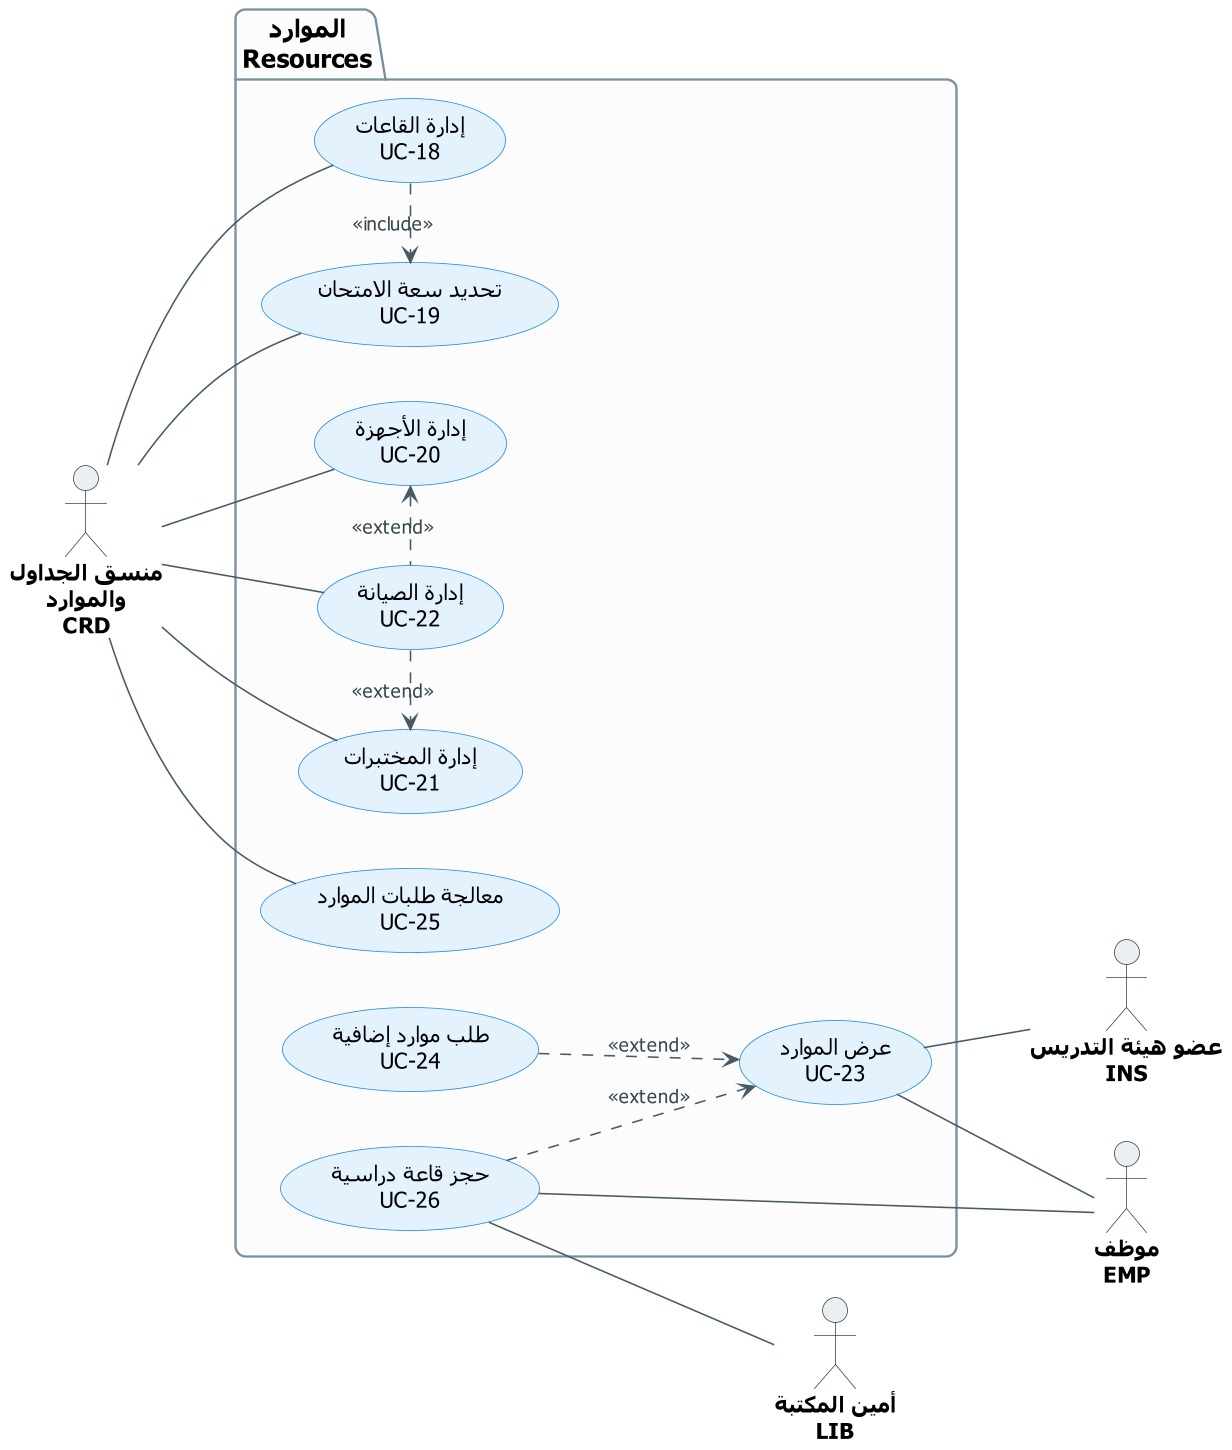 الموارد
Resources
إدارة القاعات
UC-18
«include»
تحديد سعة الامتحان
UC-19
إدارة الأجهزة
UC-20
«extend»
منسق الجداول
والموارد
CRD
إدارة الصيانة
UC-22
«extend»
إدارة المختبرات
UC-21
معالجة طلبات الموارد
UC-25
طلب موارد إضافية
UC-24
«extend»
عرض الموارد
UC-23
عضو هيئة التدريس
INS
«extend»
حجز قاعة دراسية
UC-26
موظف
EMP
أمين المكتبة
LIB